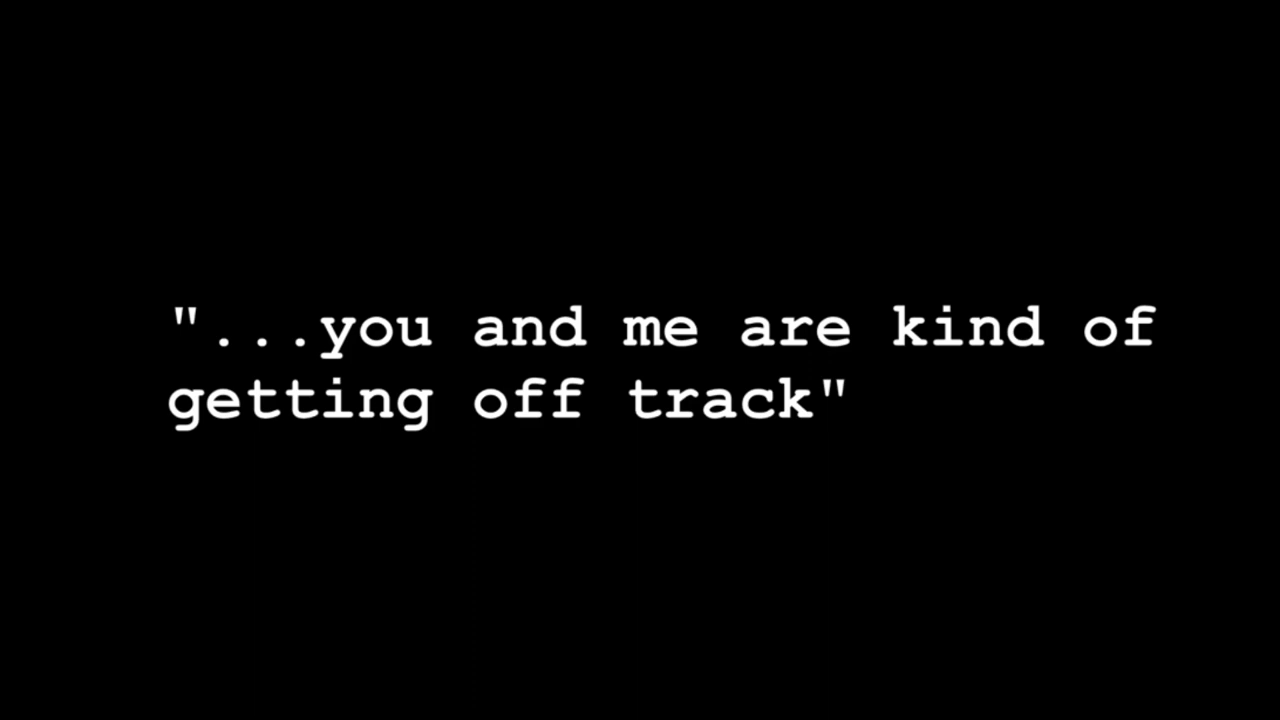 "...you and me are kind of
getting off track"